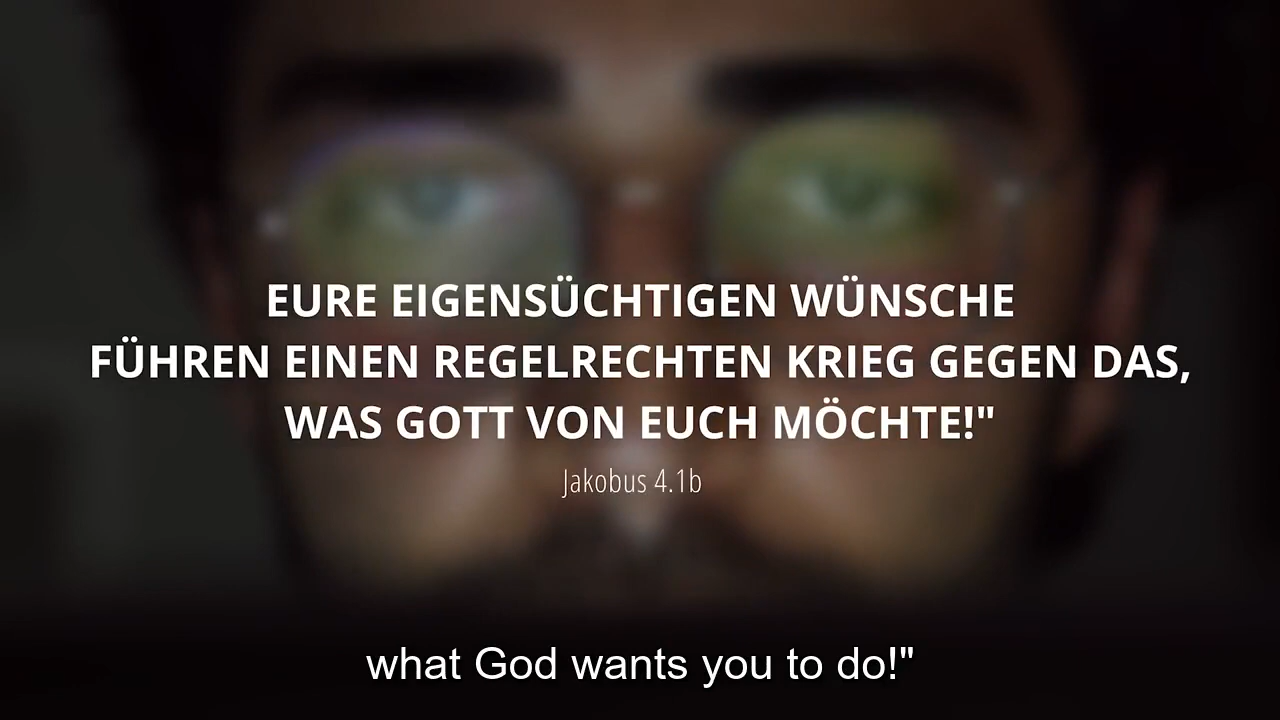 EURE EIGENSÜCHTIGEN WÜNSCHE
FÜHREN EINEN REGELRECHTEN KRIEG GEGEN DAS,
WAS GOTT VON EUCH MÖCHTE!"
Jakobus 4.1b
what God wants you to do!"